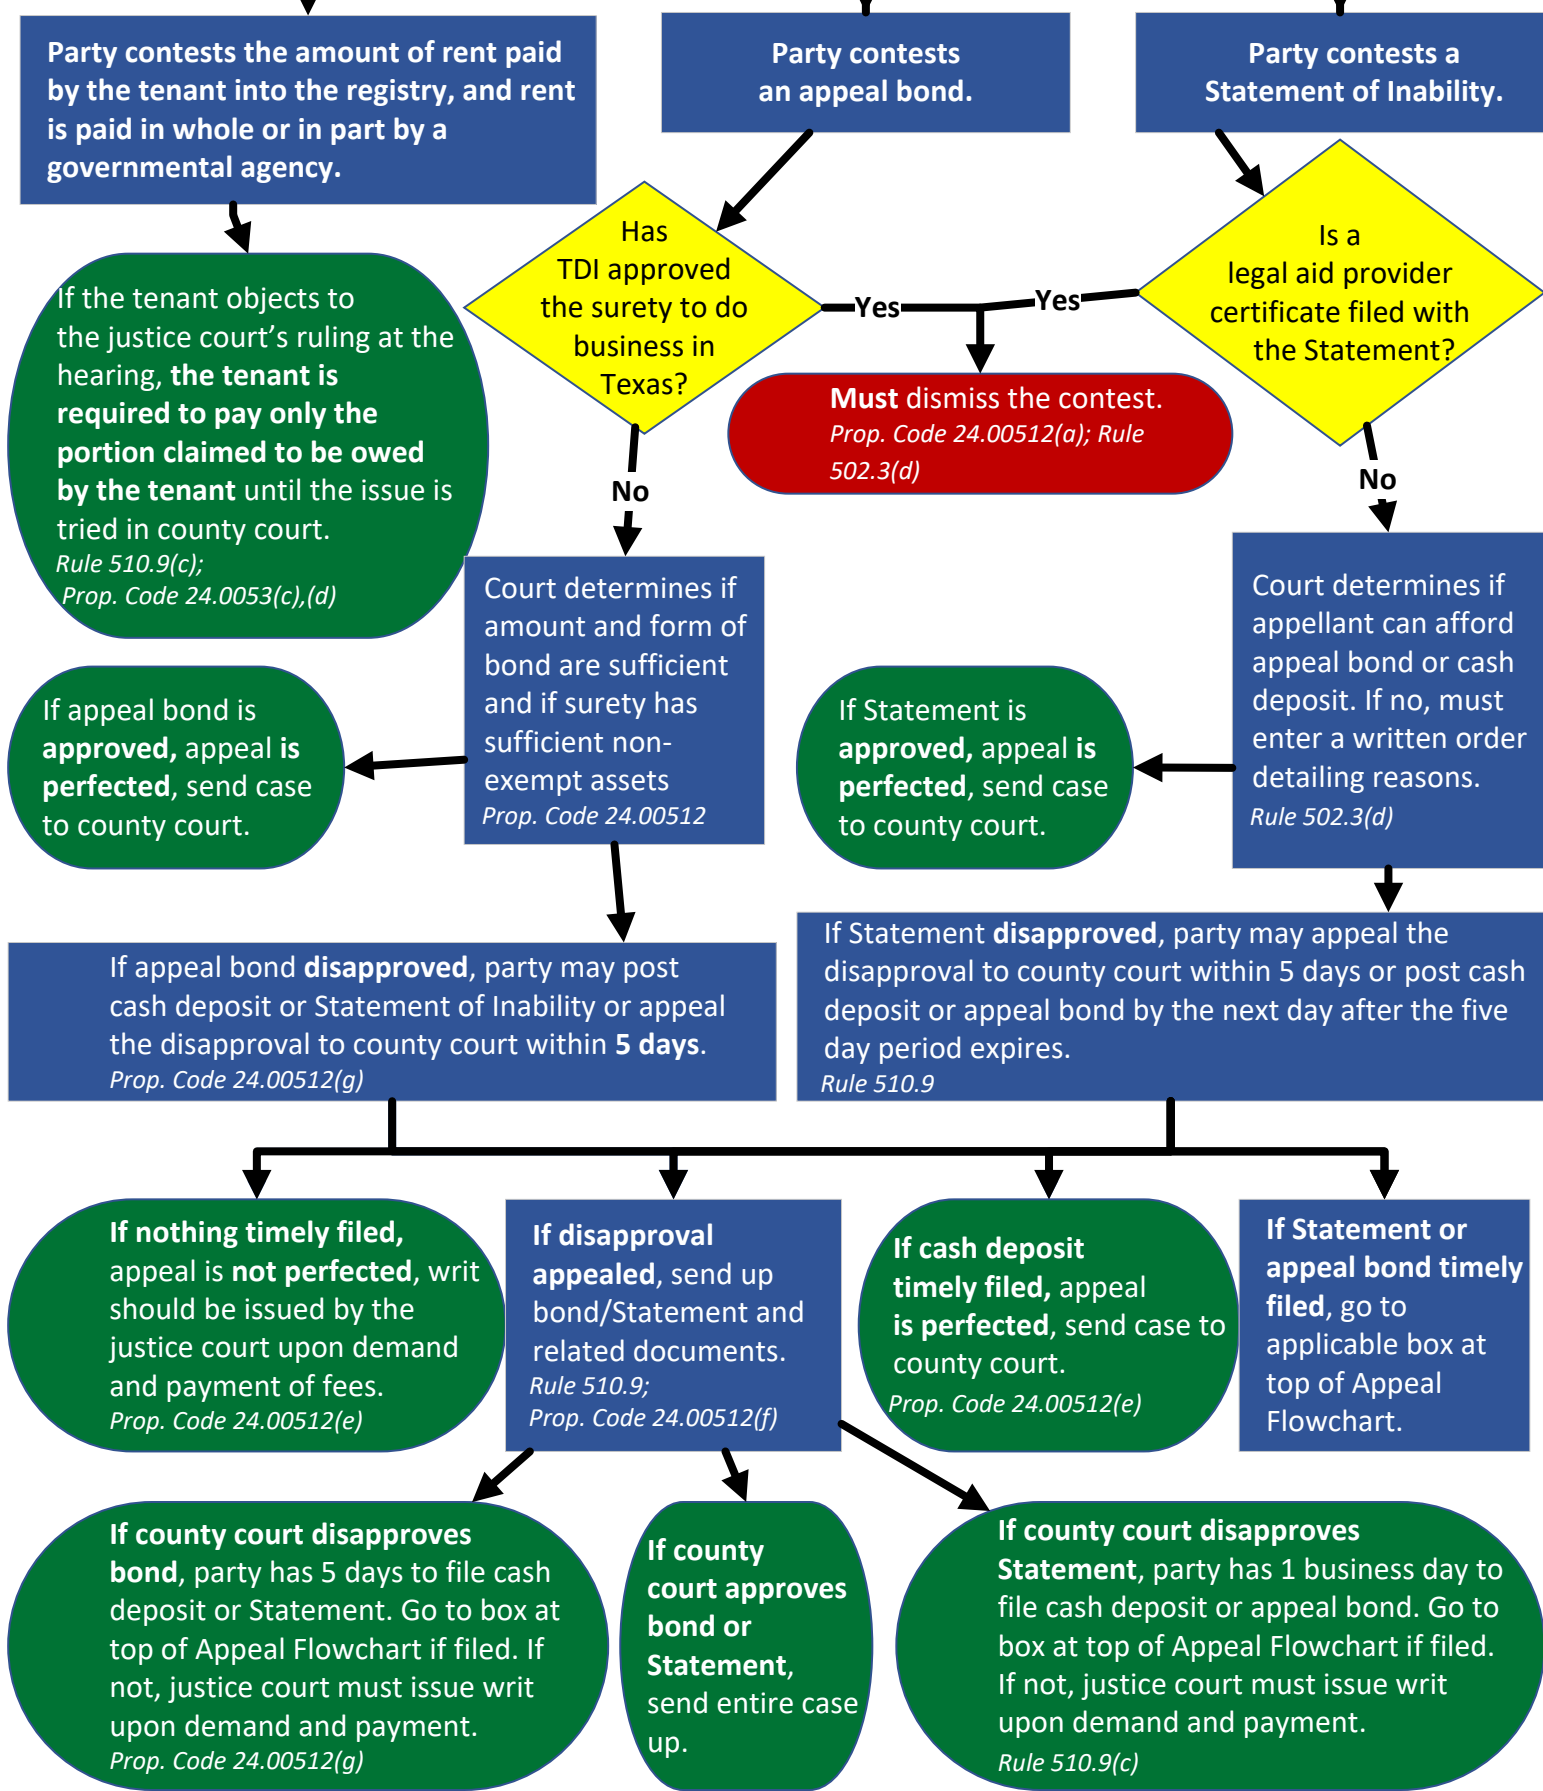 Party contests the amount of rent paid
by the tenant into the registry, and rent
is paid in whole or in part by a
governmental agency.
Party contests
an appeal bond.
Party contests a
Statement of Inability.
If the tenant objects to
the justice court’s ruling at the
hearing, the tenant is
required to pay only the
portion claimed to be owed
by the tenant until the issue is
tried in county court.
Rule 510.9(c);
Prop. Code 24.0053(c),(d)
Has
TDI approved
the surety to do
business in
Texas?
Yes
Yes
Is a
legal aid provider
certificate filed with
the Statement?
Must dismiss the contest.
Prop. Code 24.00512(a); Rule
502.3(d)
No
No
Court determines if
amount and form of
bond are sufficient
and if surety has
sufficient non-
exempt assets
Prop. Code 24.00512
Court determines if
appellant can afford
appeal bond or cash
deposit. If no, must
enter a written order
detailing reasons.
Rule 502.3(d)
If appeal bond is
approved, appeal is
perfected, send case
to county court.
If Statement is
approved, appeal is
perfected, send case
to county court.
If appeal bond disapproved, party may post
cash deposit or Statement of Inability or appeal
the disapproval to county court within 5 days.
Prop. Code 24.00512(g)
If Statement disapproved, party may appeal the
disapproval to county court within 5 days or post cash
deposit or appeal bond by the next day after the five
day period expires.
Rule 510.9
If nothing timely filed,
appeal is not perfected, writ
should be issued by the
justice court upon demand
and payment of fees.
Prop. Code 24.00512(e)
If disapproval
appealed, send up
bond/Statement and
related documents.
Rule 510.9;
Prop. Code 24.00512(f)
If cash deposit
timely filed, appeal
is perfected, send case to
county court.
Prop. Code 24.00512(e)
If Statement or
appeal bond timely
filed, go to
applicable box at
top of Appeal
Flowchart.
If county court disapproves
bond, party has 5 days to file cash
deposit or Statement. Go to box at
top of Appeal Flowchart if filed. If
not, justice court must issue writ
upon demand and payment.
Prop. Code 24.00512(g)
If county
court approves
bond or
Statement,
send entire case
up.
If county court disapproves
Statement, party has 1 business day to
file cash deposit or appeal bond. Go to
box at top of Appeal Flowchart if filed.
If not, justice court must issue writ
upon demand and payment.
Rule 510.9(c)